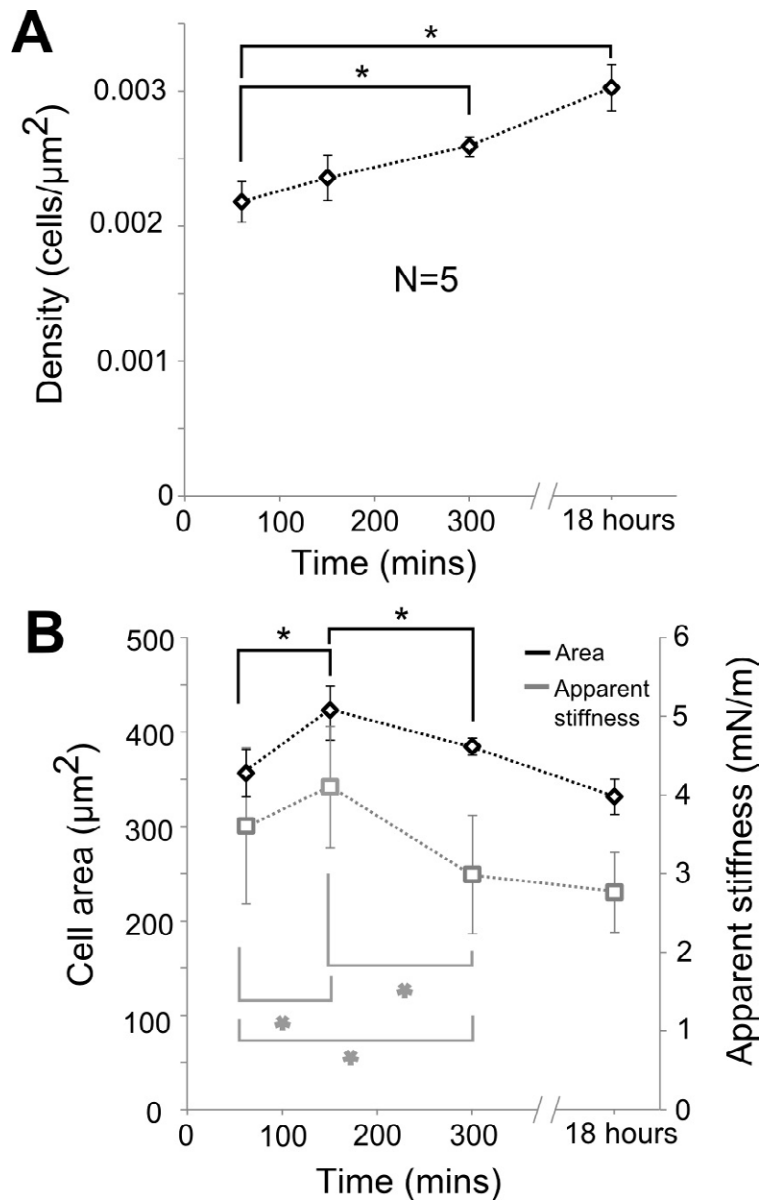 A
*
*
0.003
0.002
0.001
0
Density (cells/µm2)
N=5
0 100 200 300 18 hours
Time (mins)
B
*
*
500
400
300
200
100
0
Cell area (µm2)
Area
Apparent
stiffness
6
5
4
3
2
1
0
Apparent stiffness (mN/m)
*
*
*
0 100 200 300 18 hours
Time (mins)